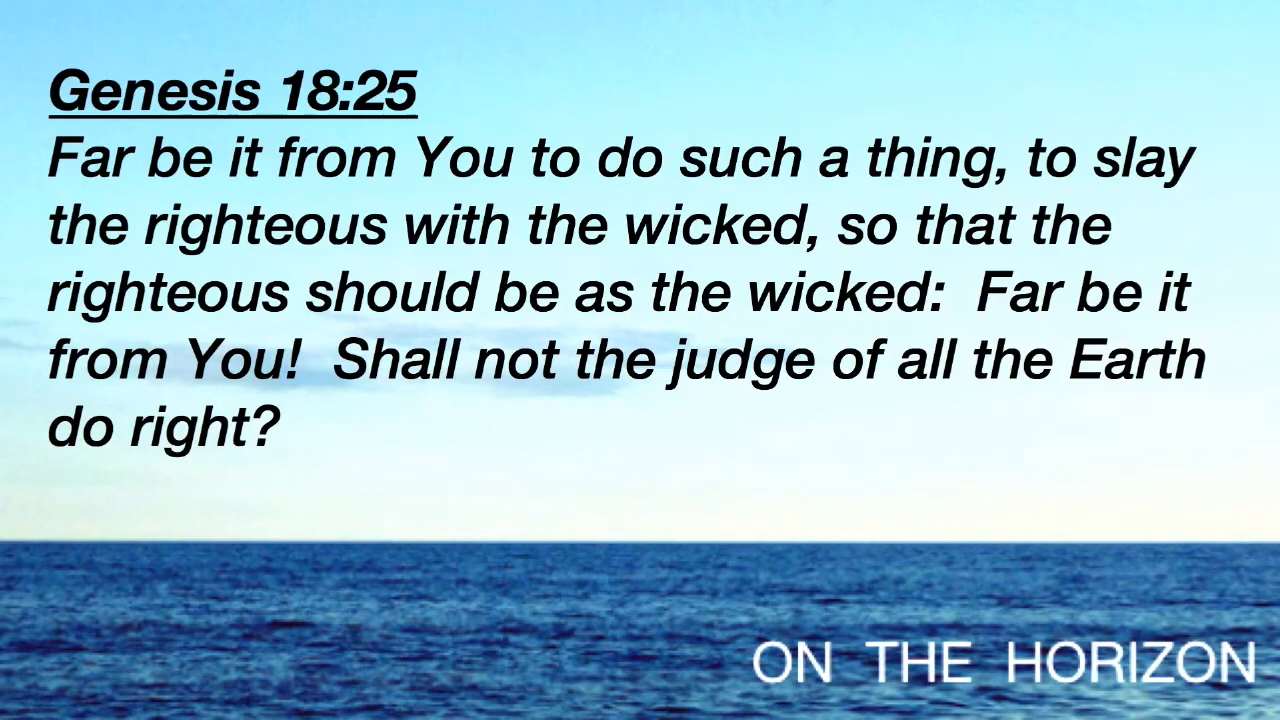 Genesis 18:25
Far be it from You to do such a thing, to slay
the righteous with the wicked, so that the
righteous should be as the wicked:  Far be it
from You!  Shall not the judge of all the Earth
do right?
ON THE HORIZON